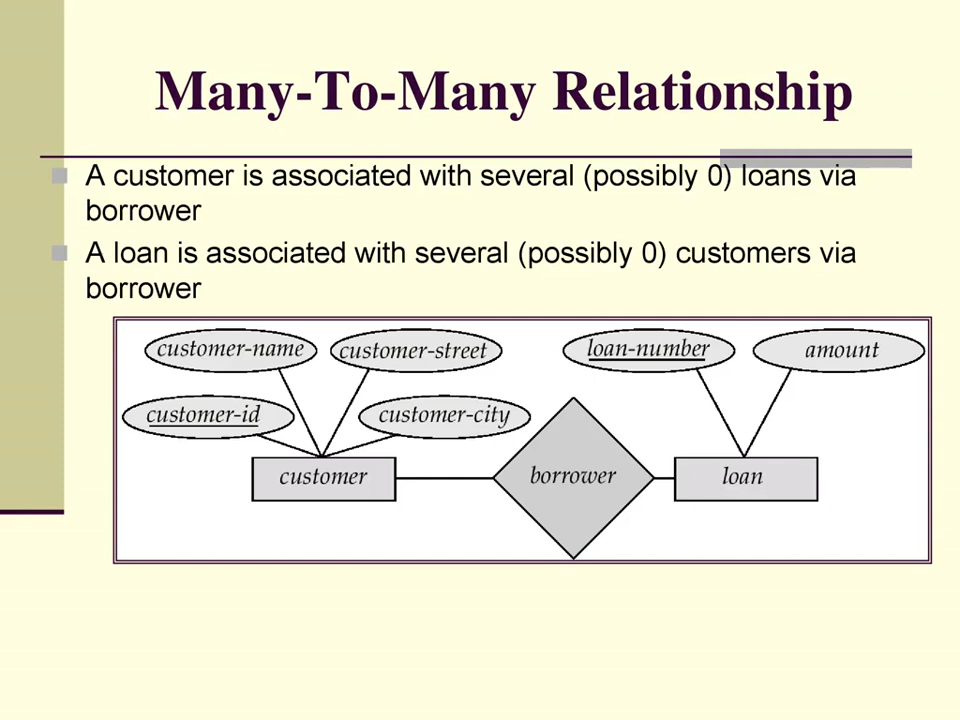 Many-To-Many Relationship
A customer is associated with several (possibly 0) loans via
borrower
A loan is associated with several (possibly 0) customers via
borrower
customer-name customer-street loan-number amount
customer-id customer-city
customer borrower loan